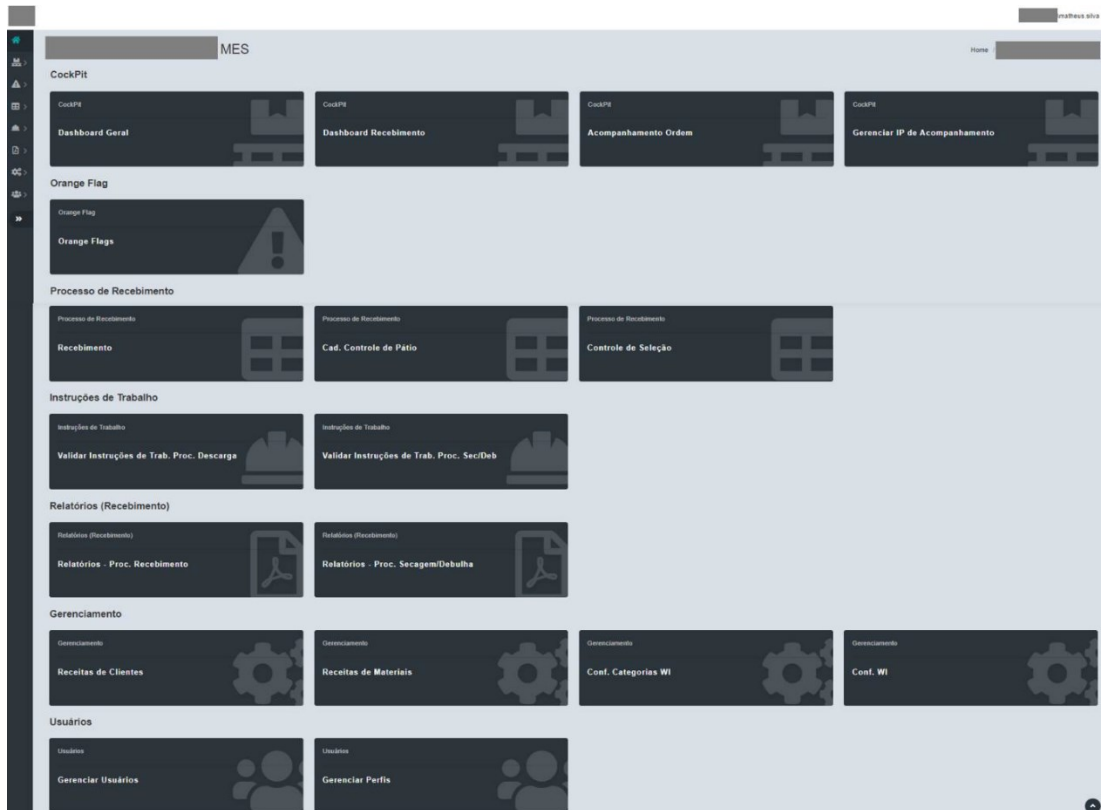 matheus.silva
MES
Home /
CockPit
CockPit
Dashboard Geral
CockPit
Dashboard Recebimento
CockPit
Acompanhamento Ordem
CockPit
Gerenciar IP de Acompanhamento
Orange Flag
Orange Flag
Orange Flags
Processo de Recebimento
Processo de Recebimento
Recebimento
Processo de Recebimento
Cad. Controle de Pátio
Processo de Recebimento
Controle de Seleção
Instruções de Trabalho
Instruções de Trabalho
Validar Instruções de Trab. Proc. Descarga
Instruções de Trabalho
Validar Instruções de Trab. Proc. Sec/Deb
Relatórios (Recebimento)
Relatórios (Recebimento)
Relatórios - Proc. Recebimento
Relatórios (Recebimento)
Relatórios - Proc. Secagem/Debulha
Gerenciamento
Gerenciamento
Receitas de Clientes
Gerenciamento
Receitas de Materiais
Gerenciamento
Conf. Categorias WI
Gerenciamento
Conf. WI
Usuários
Usuários
Gerenciar Usuários
Usuários
Gerenciar Perfis